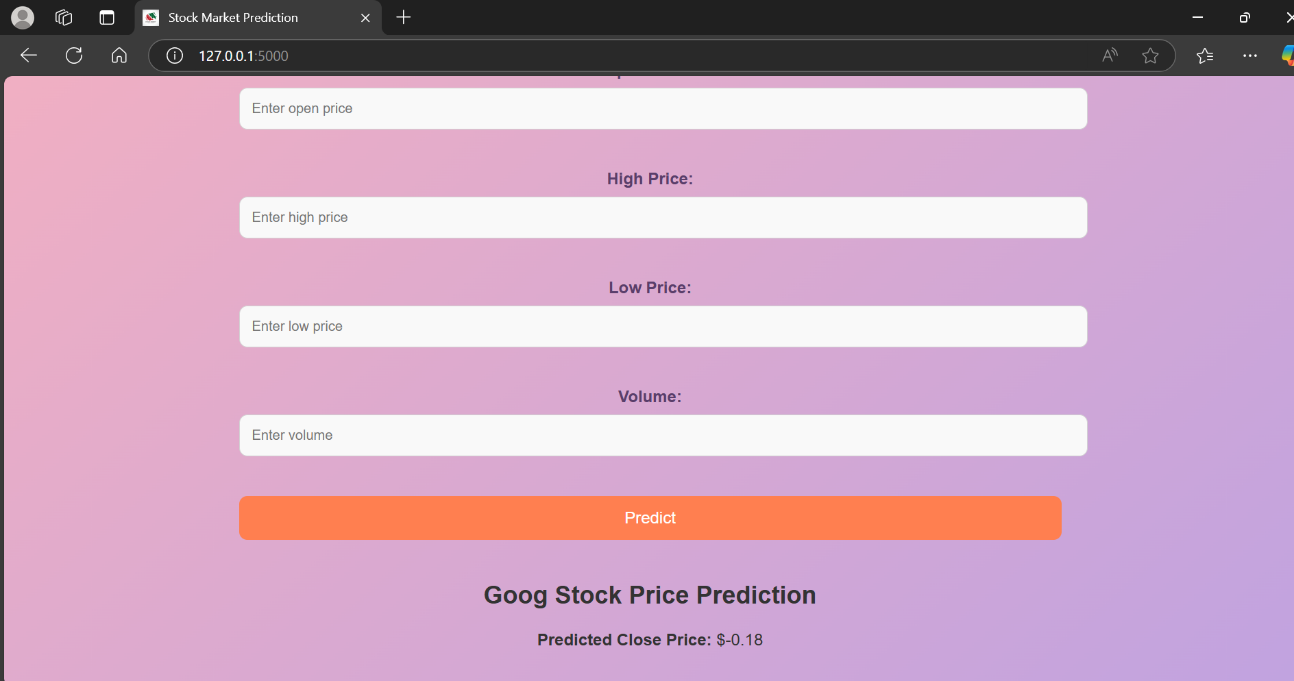 Stock Market Prediction
127.0.0.1:5000
Enter open price
High Price:
Enter high price
Low Price:
Enter low price
Volume:
Enter volume
Predict
Goog Stock Price Prediction
Predicted Close Price: $-0.18